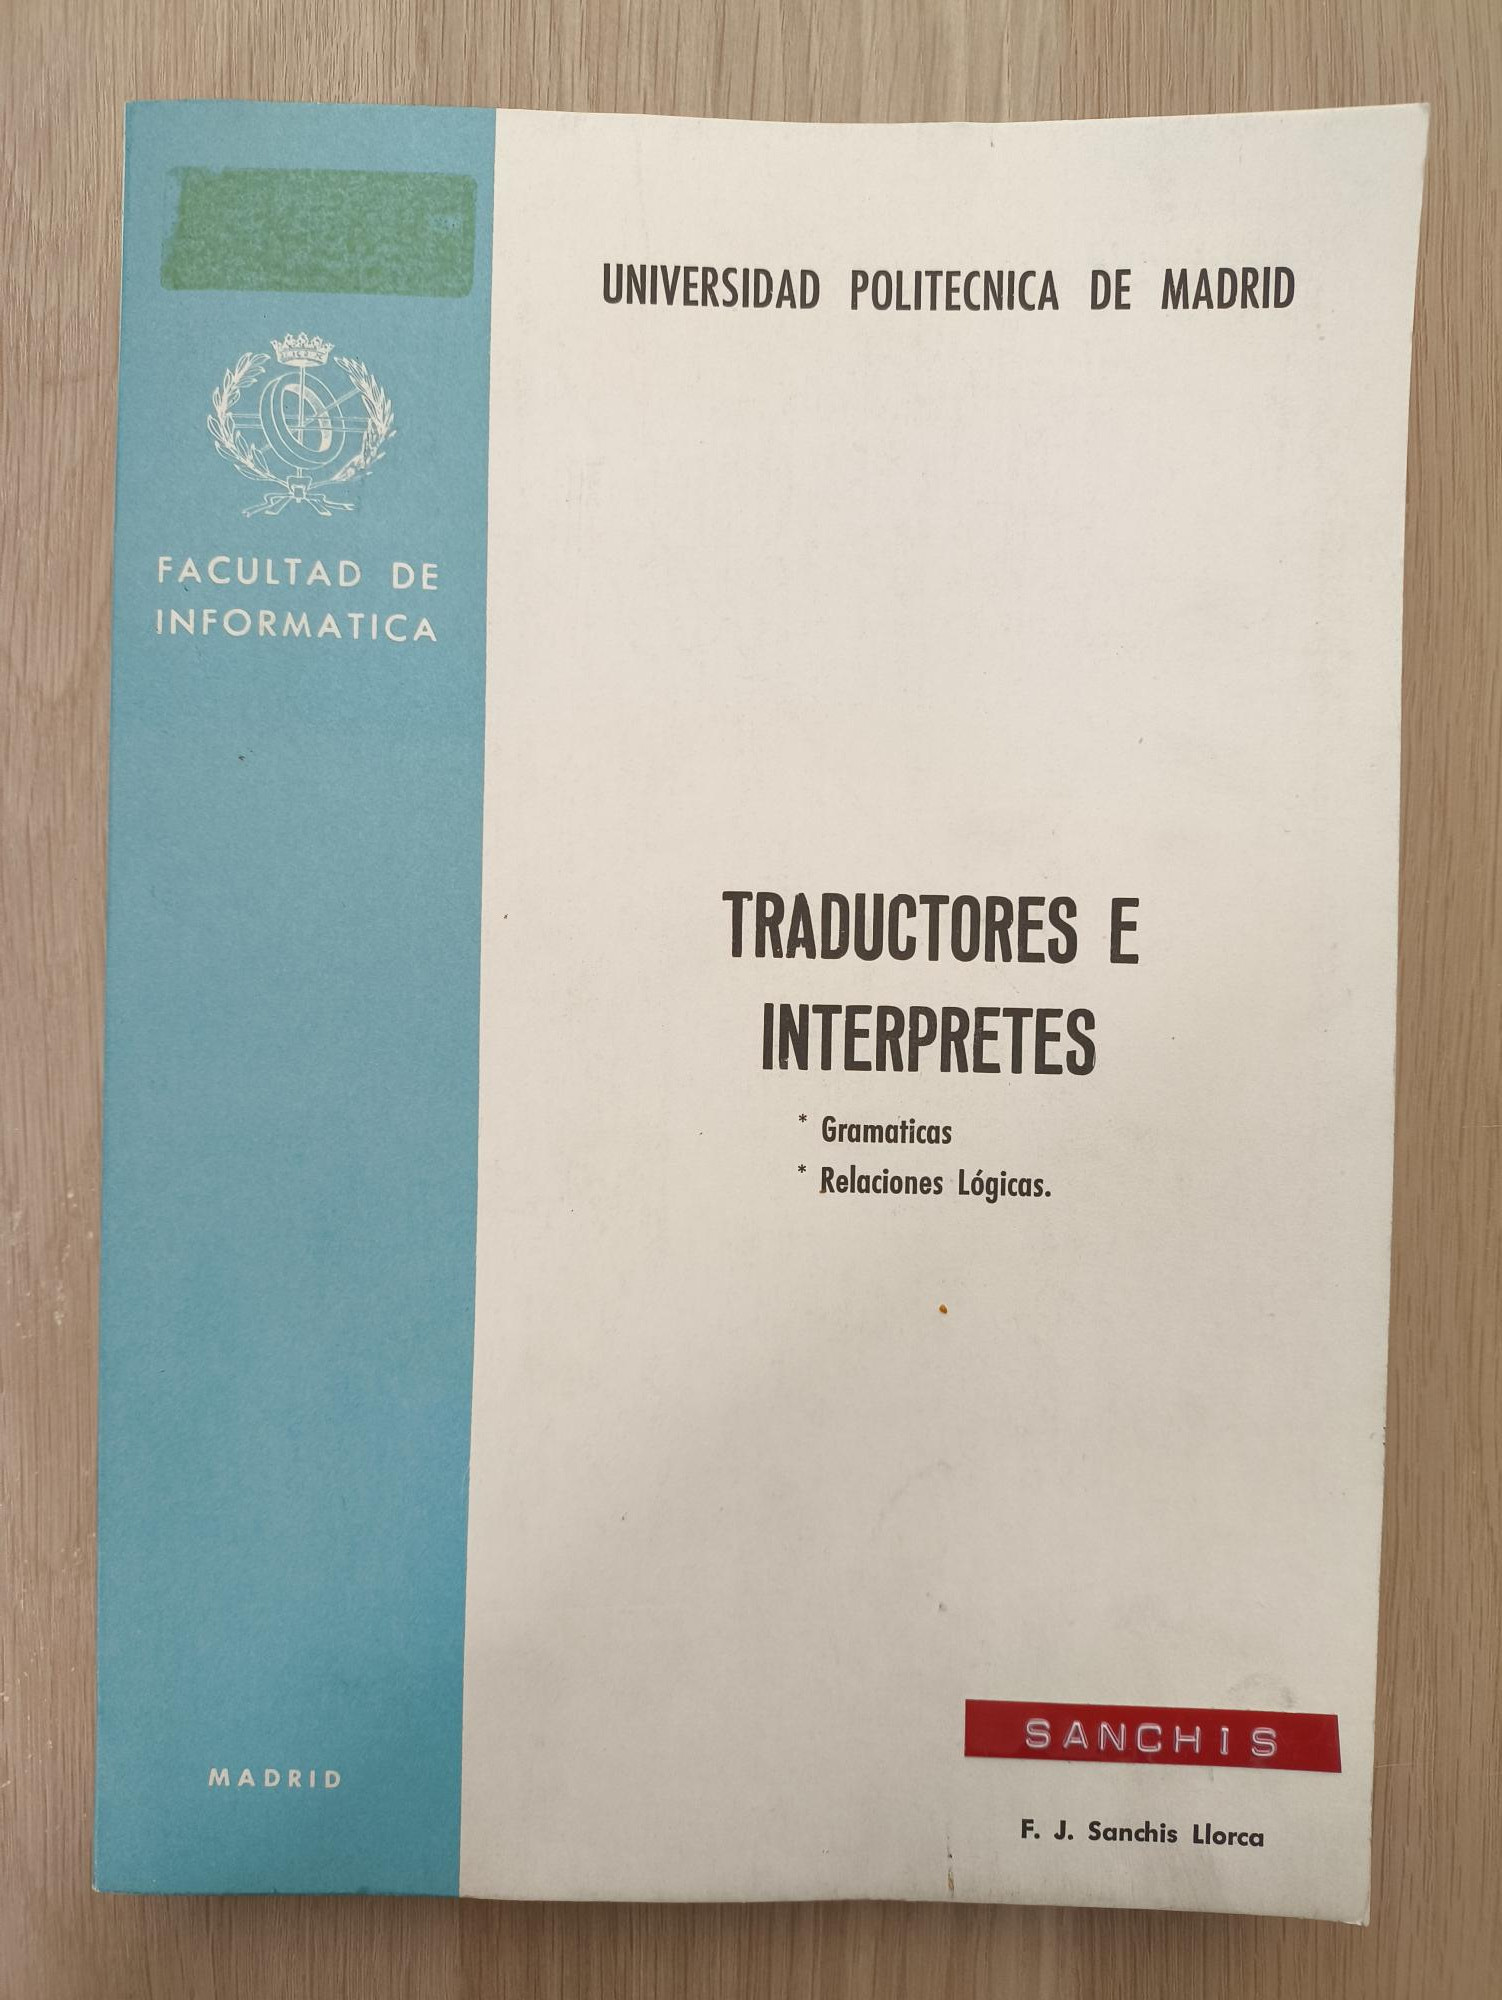 UNIVERSIDAD POLITECNICA DE MADRID
FACULTAD DE
INFORMATICA
TRADUCTORES E
INTERPRETES
* Gramaticas
* Relaciones Lógicas.
SANCHIS
F. J. Sanchis Llorca
MADRID